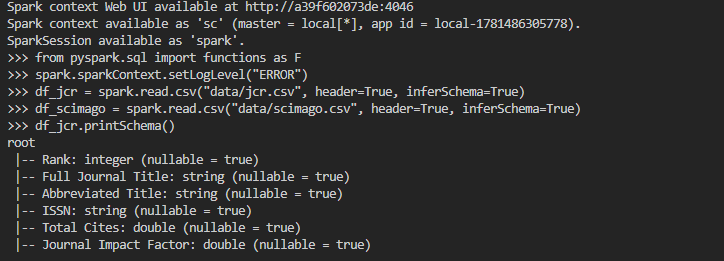 Spark context Web UI available at http://a39f602073de:4046
Spark context available as 'sc' (master = local[*], app id = local-1781486305778).
SparkSession available as 'spark'.
>>> from pyspark.sql import functions as F
>>> spark.sparkContext.setLogLevel("ERROR")
>>> df_jcr = spark.read.csv("data/jcr.csv", header=True, inferSchema=True)
>>> df_scimago = spark.read.csv("data/scimago.csv", header=True, inferSchema=True)
>>> df_jcr.printSchema()
root
 |-- Rank: integer (nullable = true)
 |-- Full Journal Title: string (nullable = true)
 |-- Abbreviated Title: string (nullable = true)
 |-- ISSN: string (nullable = true)
 |-- Total Cites: double (nullable = true)
 |-- Journal Impact Factor: double (nullable = true)